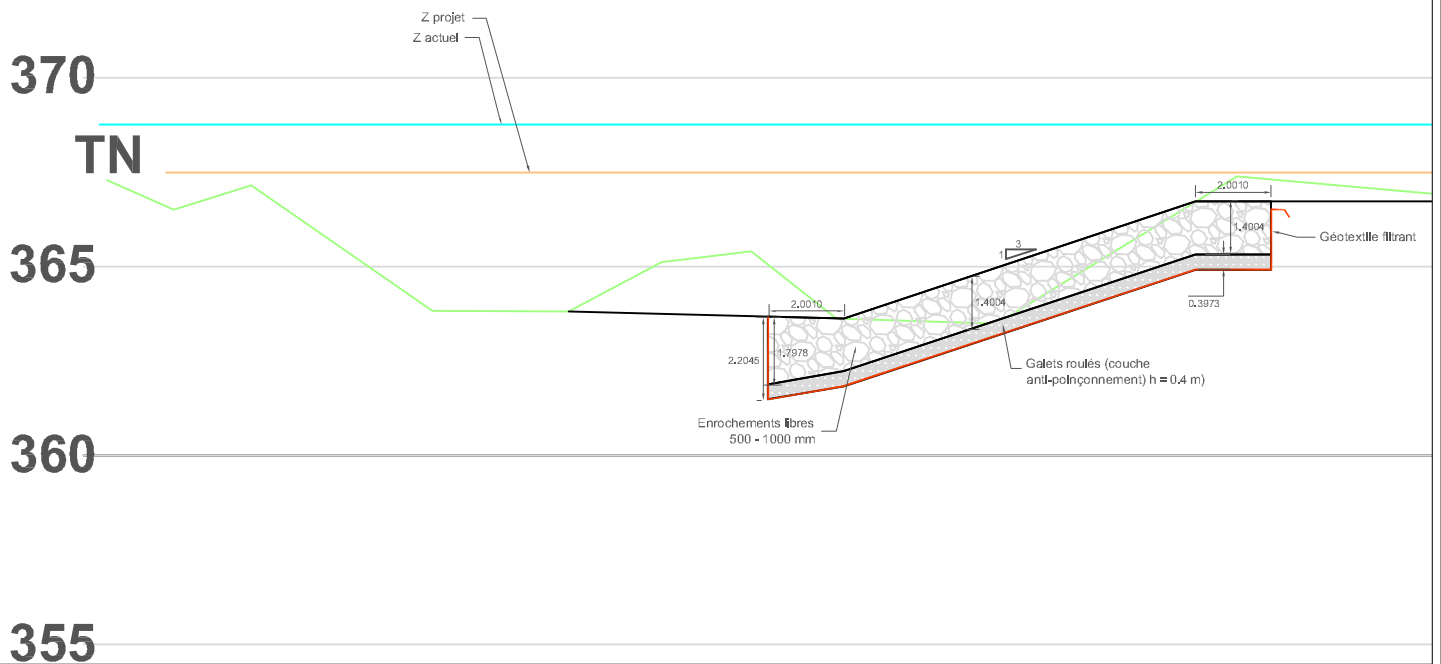 Z projet
Z actuel
370
TN
2.0010
1.4004
Géotextile filtrant
3
1
365
0.3973
2.0010
1.4004
2.2045
1.7978
Galets roulés (couche
anti-poinçonnement) h = 0.4 m)
Enrochements libres
500 - 1000 mm
360
355